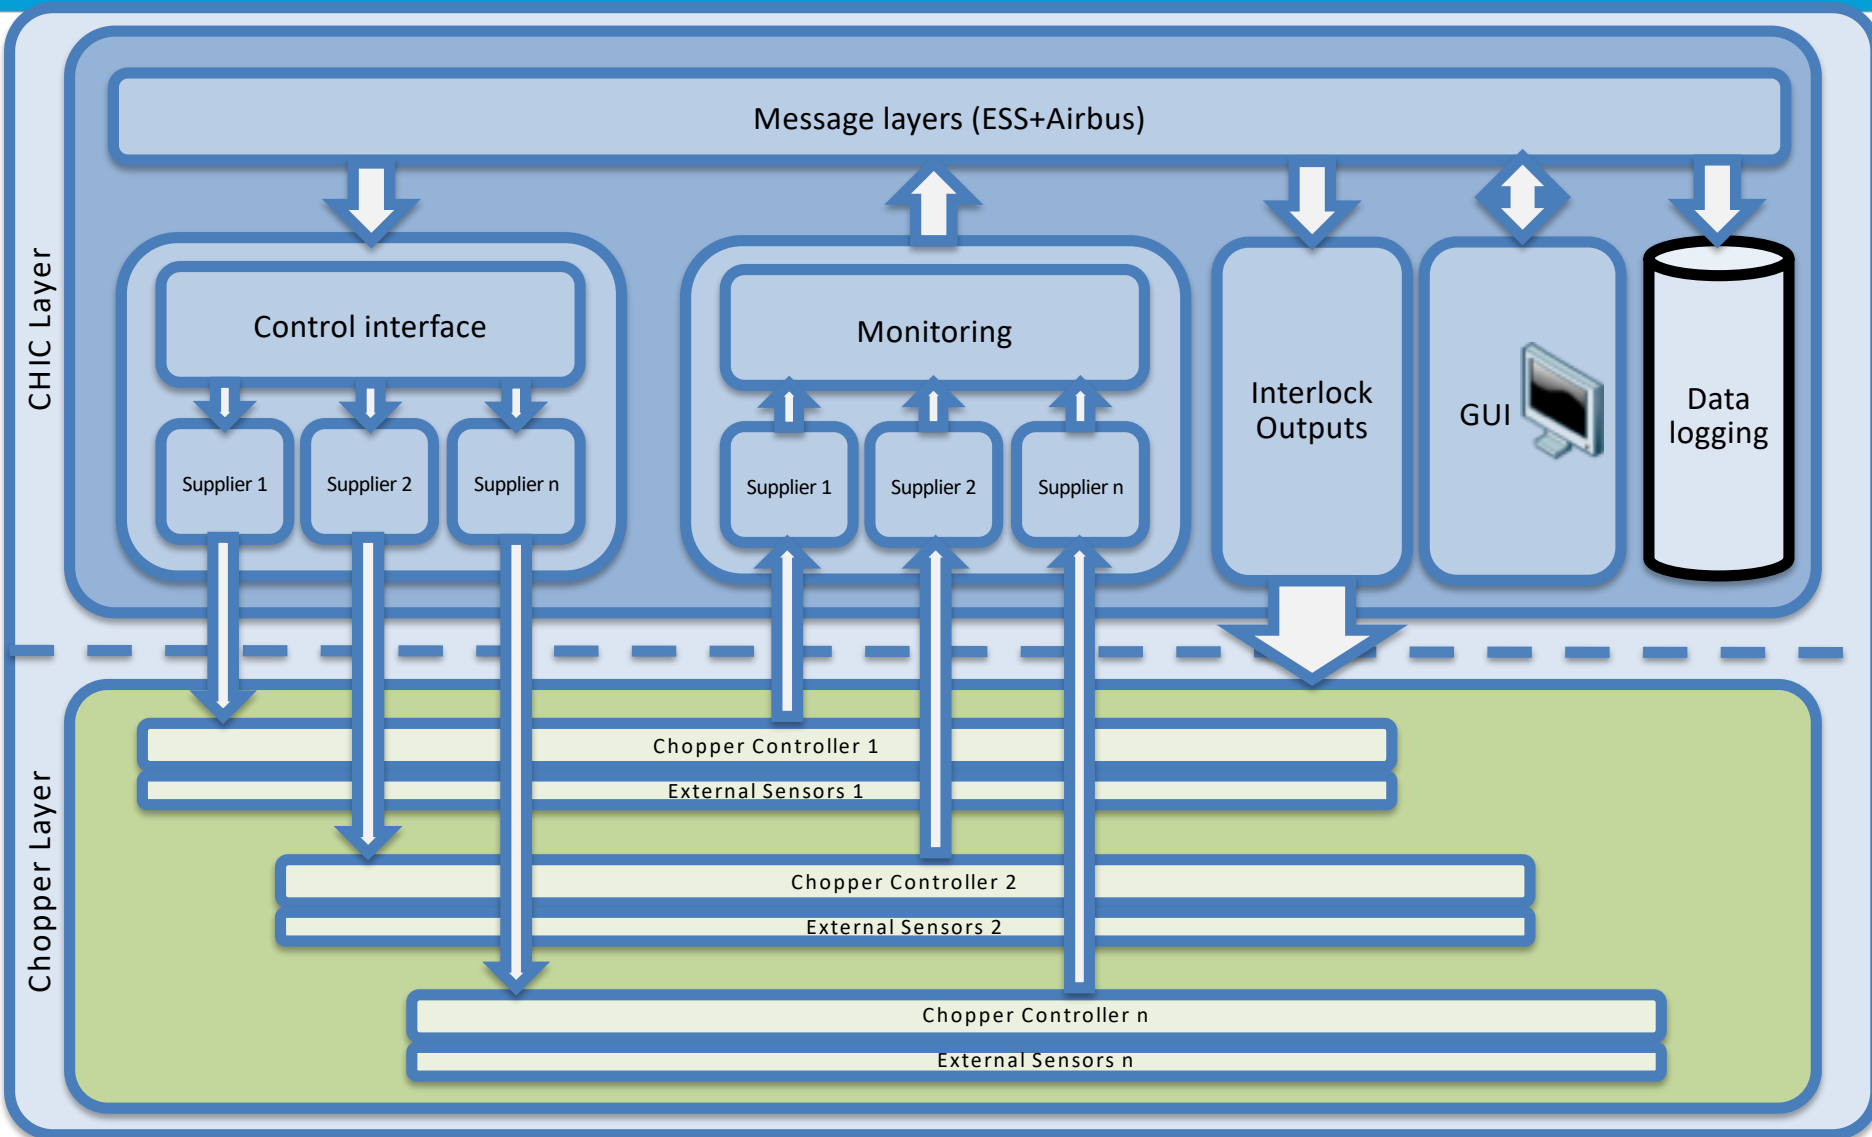 Message layers (ESS+Airbus)
CHIC Layer
Control interface
Supplier 1
Supplier 2
Supplier n
Monitoring
Supplier 1
Supplier 2
Supplier n
Interlock
Outputs
GUI
Data
logging
Chopper Layer
Chopper Controller 1
External Sensors 1
Chopper Controller 2
External Sensors 2
Chopper Controller n
External Sensors n